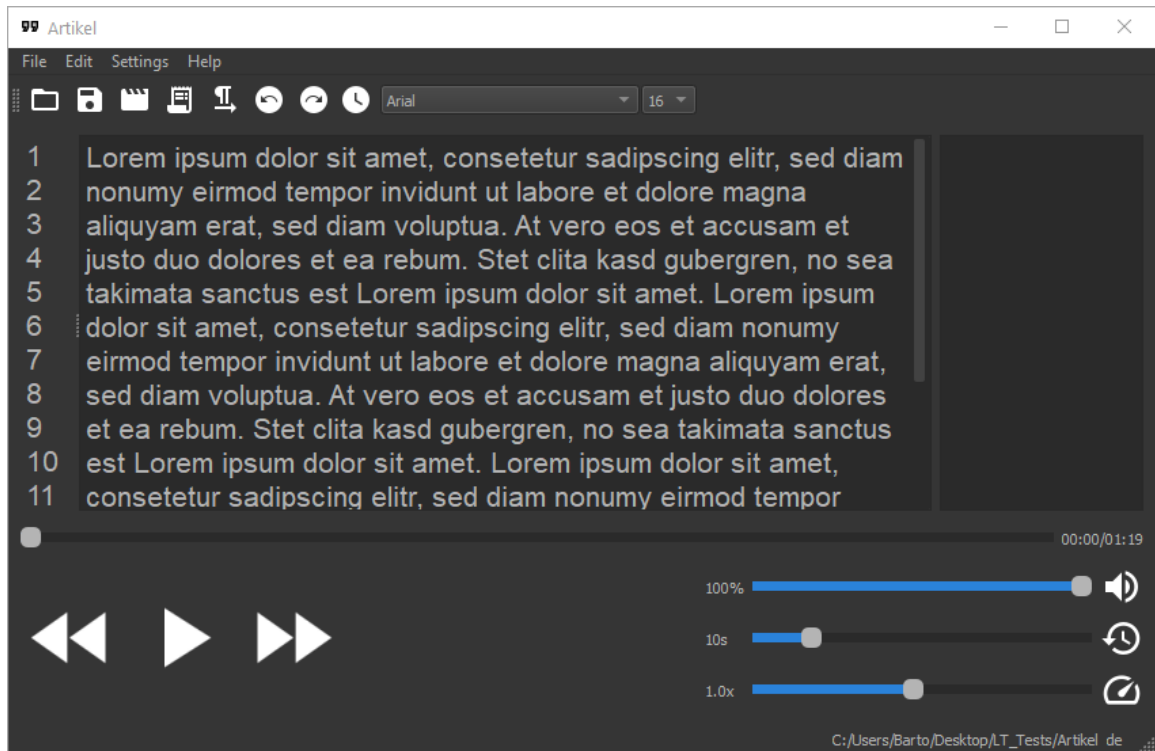 Artikel
File Edit Settings Help
Arial 16
1 Lorem ipsum dolor sit amet, consetetur sadipscing elitr, sed diam
2 nonumy eirmod tempor invidunt ut labore et dolore magna
3 aliquyam erat, sed diam voluptua. At vero eos et accusam et
4 justo duo dolores et ea rebum. Stet clita kasd gubergren, no sea
5 takimata sanctus est Lorem ipsum dolor sit amet. Lorem ipsum
6 dolor sit amet, consetetur sadipscing elitr, sed diam nonumy
7 eirmod tempor invidunt ut labore et dolore magna aliquyam erat,
8 sed diam voluptua. At vero eos et accusam et justo duo dolores
9 et ea rebum. Stet clita kasd gubergren, no sea takimata sanctus
10 est Lorem ipsum dolor sit amet. Lorem ipsum dolor sit amet,
11 consetetur sadipscing elitr, sed diam nonumy eirmod tempor
00:00/01:19
100%
10s
1.0x
C:/Users/Barto/Desktop/LT_Tests/Artikel_de